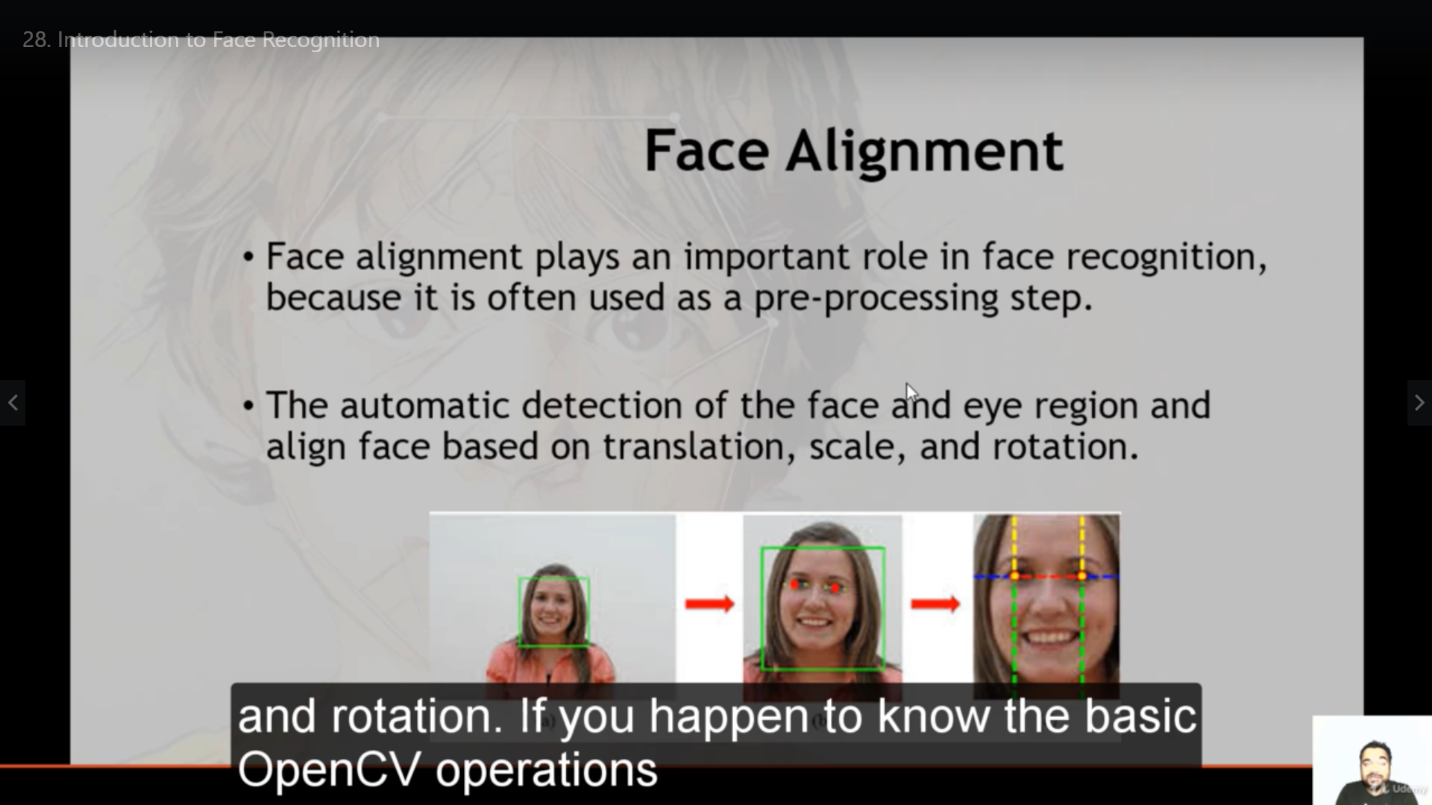 28. Introduction to Face Recognition
Face Alignment
• Face alignment plays an important role in face recognition,
because it is often used as a pre-processing step.
• The automatic detection of the face and eye region and
align face based on translation, scale, and rotation.
and rotation. If you happen to know the basic
OpenCV operations
Udemy